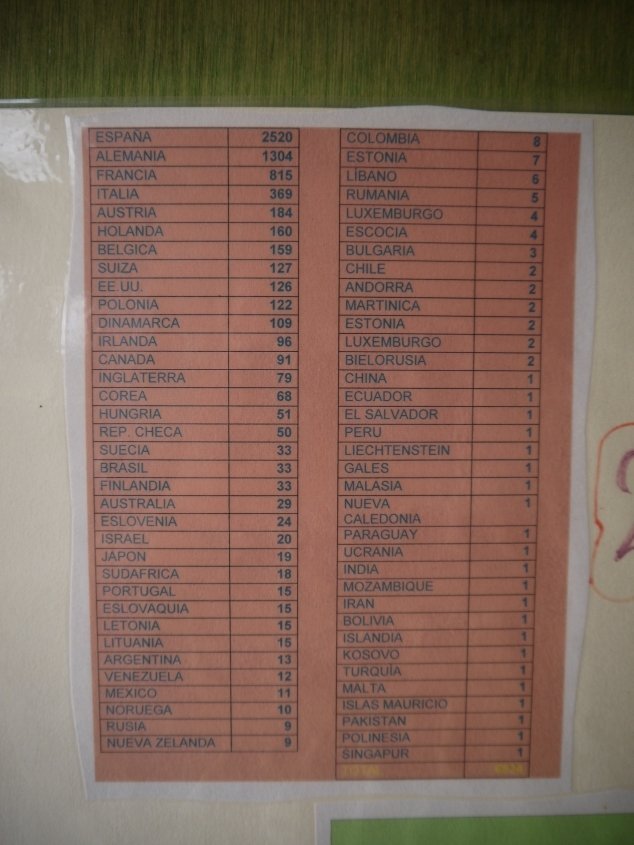 ESPAÑA 2520
ALEMANIA 1304
FRANCIA 815
ITALIA 369
AUSTRIA 184
HOLANDA 160
BELGICA 159
SUIZA 127
EE.UU. 126
POLONIA 122
DINAMARCA 109
IRLANDA 96
CANADA 91
INGLATERRA 79
COREA 68
HUNGRIA 51
REP. CHECA 50
SUECIA 33
BRASIL 33
FINLANDIA 33
AUSTRALIA 29
ESLOVENIA 24
ISRAEL 20
JAPON 19
SUDAFRICA 18
PORTUGAL 15
ESLOVAQUIA 15
LETONIA 15
LITUANIA 15
ARGENTINA 13
VENEZUELA 12
MEXICO 11
NORUEGA 10
RUSIA 9
NUEVA ZELANDA 9
COLOMBIA 8
ESTONIA 7
LÍBANO 6
RUMANIA 5
LUXEMBURGO 4
ESCOCIA 4
BULGARIA 3
CHILE 2
ANDORRA 2
MARTINICA 2
ESTONIA 2
LUXEMBURGO 2
BIELORUSIA 2
CHINA 1
ECUADOR 1
EL SALVADOR 1
PERU 1
LIECHTENSTEIN 1
GALES 1
MALASIA 1
NUEVA 1
CALEDONIA
PARAGUAY 1
UCRANIA 1
INDIA 1
MOZAMBIQUE 1
IRAN 1
BOLIVIA 1
ISLANDIA 1
KOSOVO 1
TURQUÍA 1
MALTA 1
ISLAS MAURICIO 1
PAKISTAN 1
POLINESIA 1
SINGAPUR 1
TOTAL